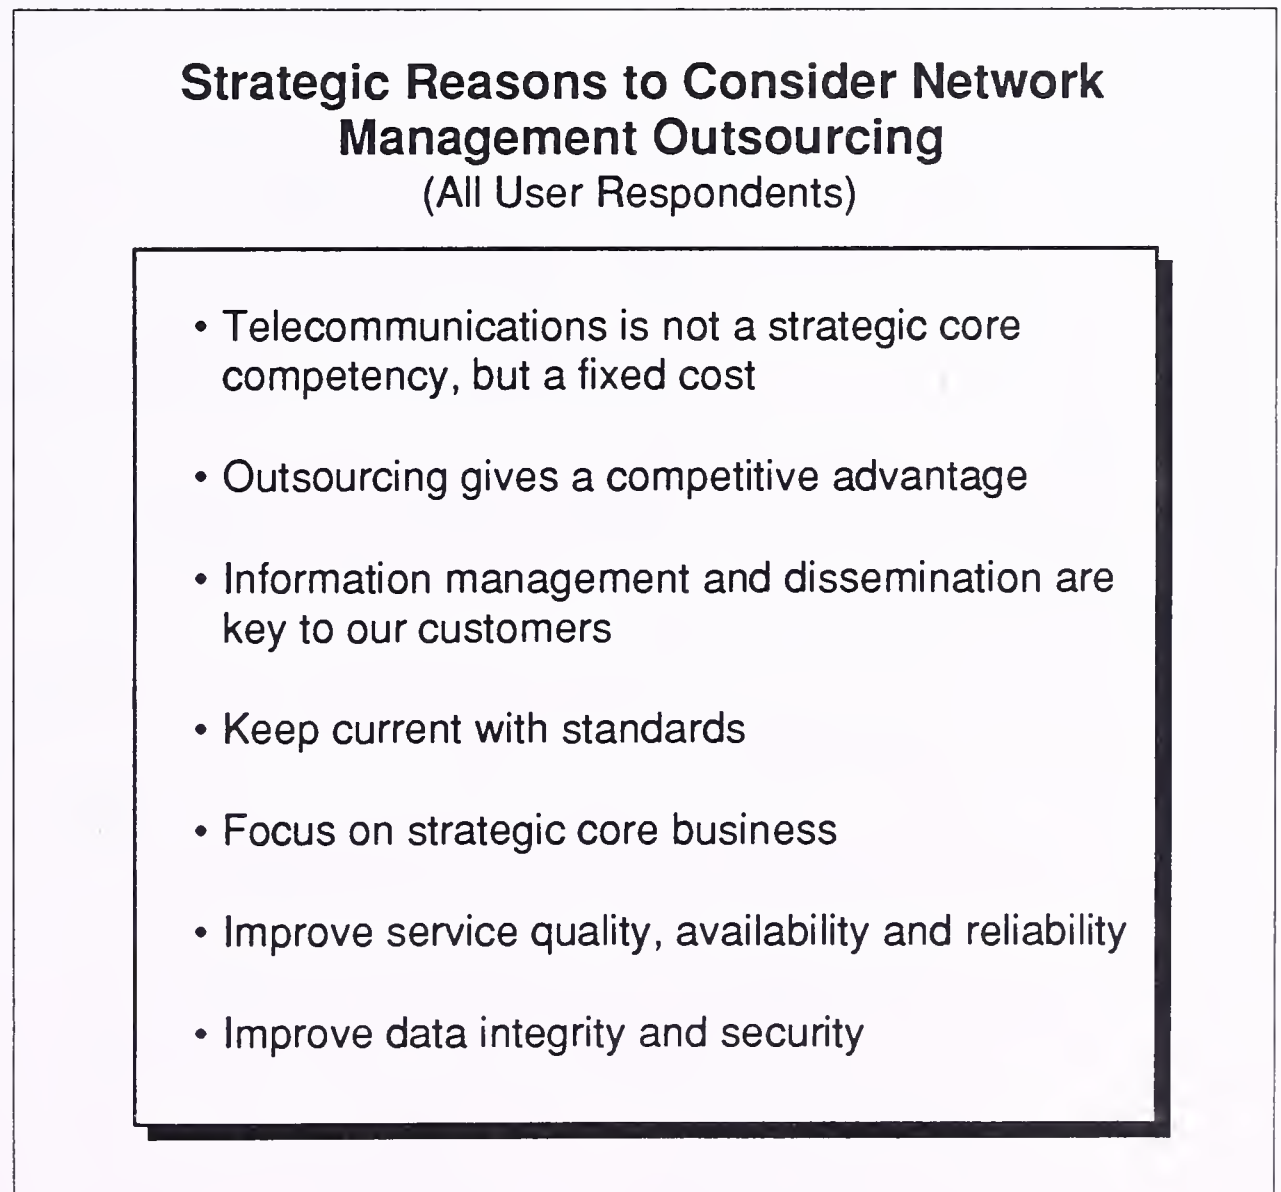 Strategic Reasons to Consider Network
Management Outsourcing
(All User Respondents)
• Telecommunications is not a strategic core
competency, but a fixed cost
• Outsourcing gives a competitive advantage
• Information management and dissemination are
key to our customers
• Keep current with standards
• Focus on strategic core business
• Improve service quality, availability and reliability
• Improve data integrity and security